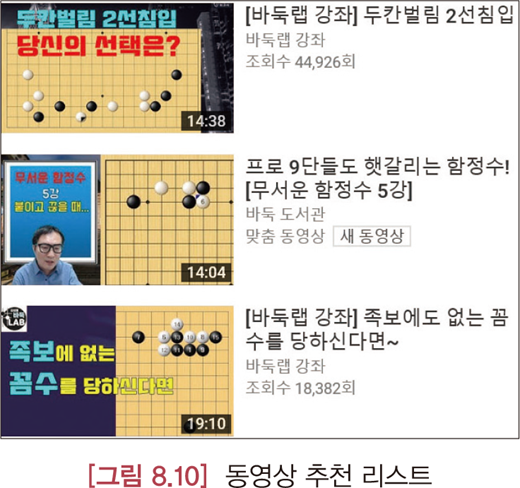 두칸벌림 2선침입
당신의 선택은?
14:38
[바둑랩 강좌] 두칸벌림 2선침입
바둑랩 강좌
조회수 44,926회
무서운 함정수
5강
붙이고 끊을 때...
6
14:04
프로 9단들도 햇갈리는 함정수!
[무서운 함정수 5강]
바둑 도서관
맞춤 동영상 새 동영상
LAB
족보에 없는
꼼수를 당하신다면
19:10
[바둑랩 강좌] 족보에도 없는 꼼
수를 당하신다면~
바둑랩 강좌
조회수 18,382회
[그림 8.10] 동영상 추천 리스트